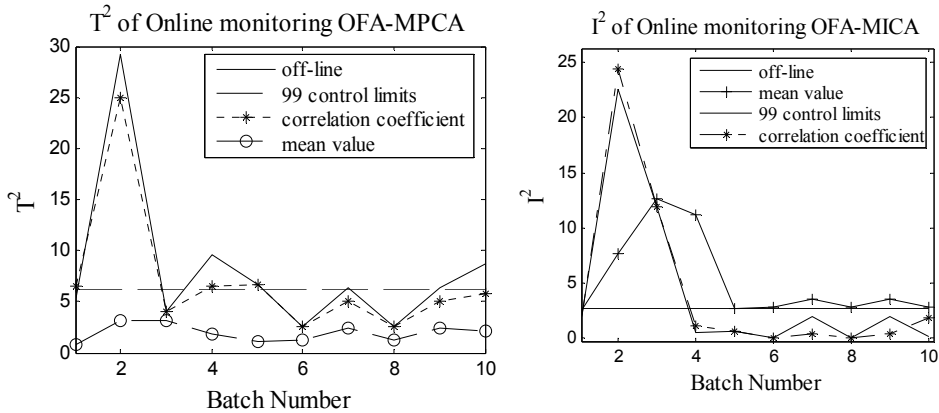 T² of Online monitoring OFA-MPCA
30
25
20
15
10
5
0
T²
off-line
99 control limits
correlation coefficient
mean value
2
4
6
8
10
Batch Number
I² of Online monitoring OFA-MICA
25
20
15
10
5
0
I²
off-line
mean value
99 control limits
correlation coefficient
2
4
6
8
10
Batch Number